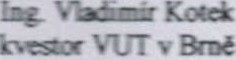 Ing. Vladimír Kotek
kvestor VUT v Brně